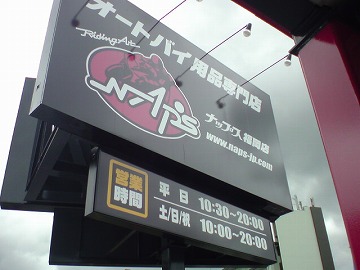 オートバイ用品専門店
Riding Art
NAPS
ナップス 福岡店
www.naps-jp.com
営業時間
平 日 10:30～20:00
土/日/祝 10:00～20:00